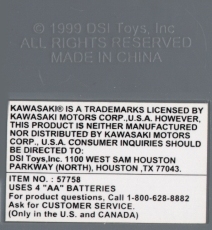 © 1999 DSI Toys, Inc
ALL RIGHTS RESERVED
MADE IN CHINA
KAWASAKI® IS A TRADEMARKS LICENSED BY
KAWASAKI MOTORS CORP.,U.S.A. HOWEVER,
THIS PRODUCT IS NEITHER MANUFACTURED
NOR DISTRIBUTED BY KAWASAKI MOTORS
CORP., U.S.A. CONSUMER INQUIRIES SHOULD
BE DIRECTED TO:
DSI Toys,Inc. 1100 WEST SAM HOUSTON
PARKWAY (NORTH), HOUSTON ,TX 77043.
ITEM NO. : 57758
USES 4 "AA" BATTERIES
For product questions. Call 1-800-628-8882
Ask for CUSTOMER SERVICE.
(Only in the U.S. and CANADA)